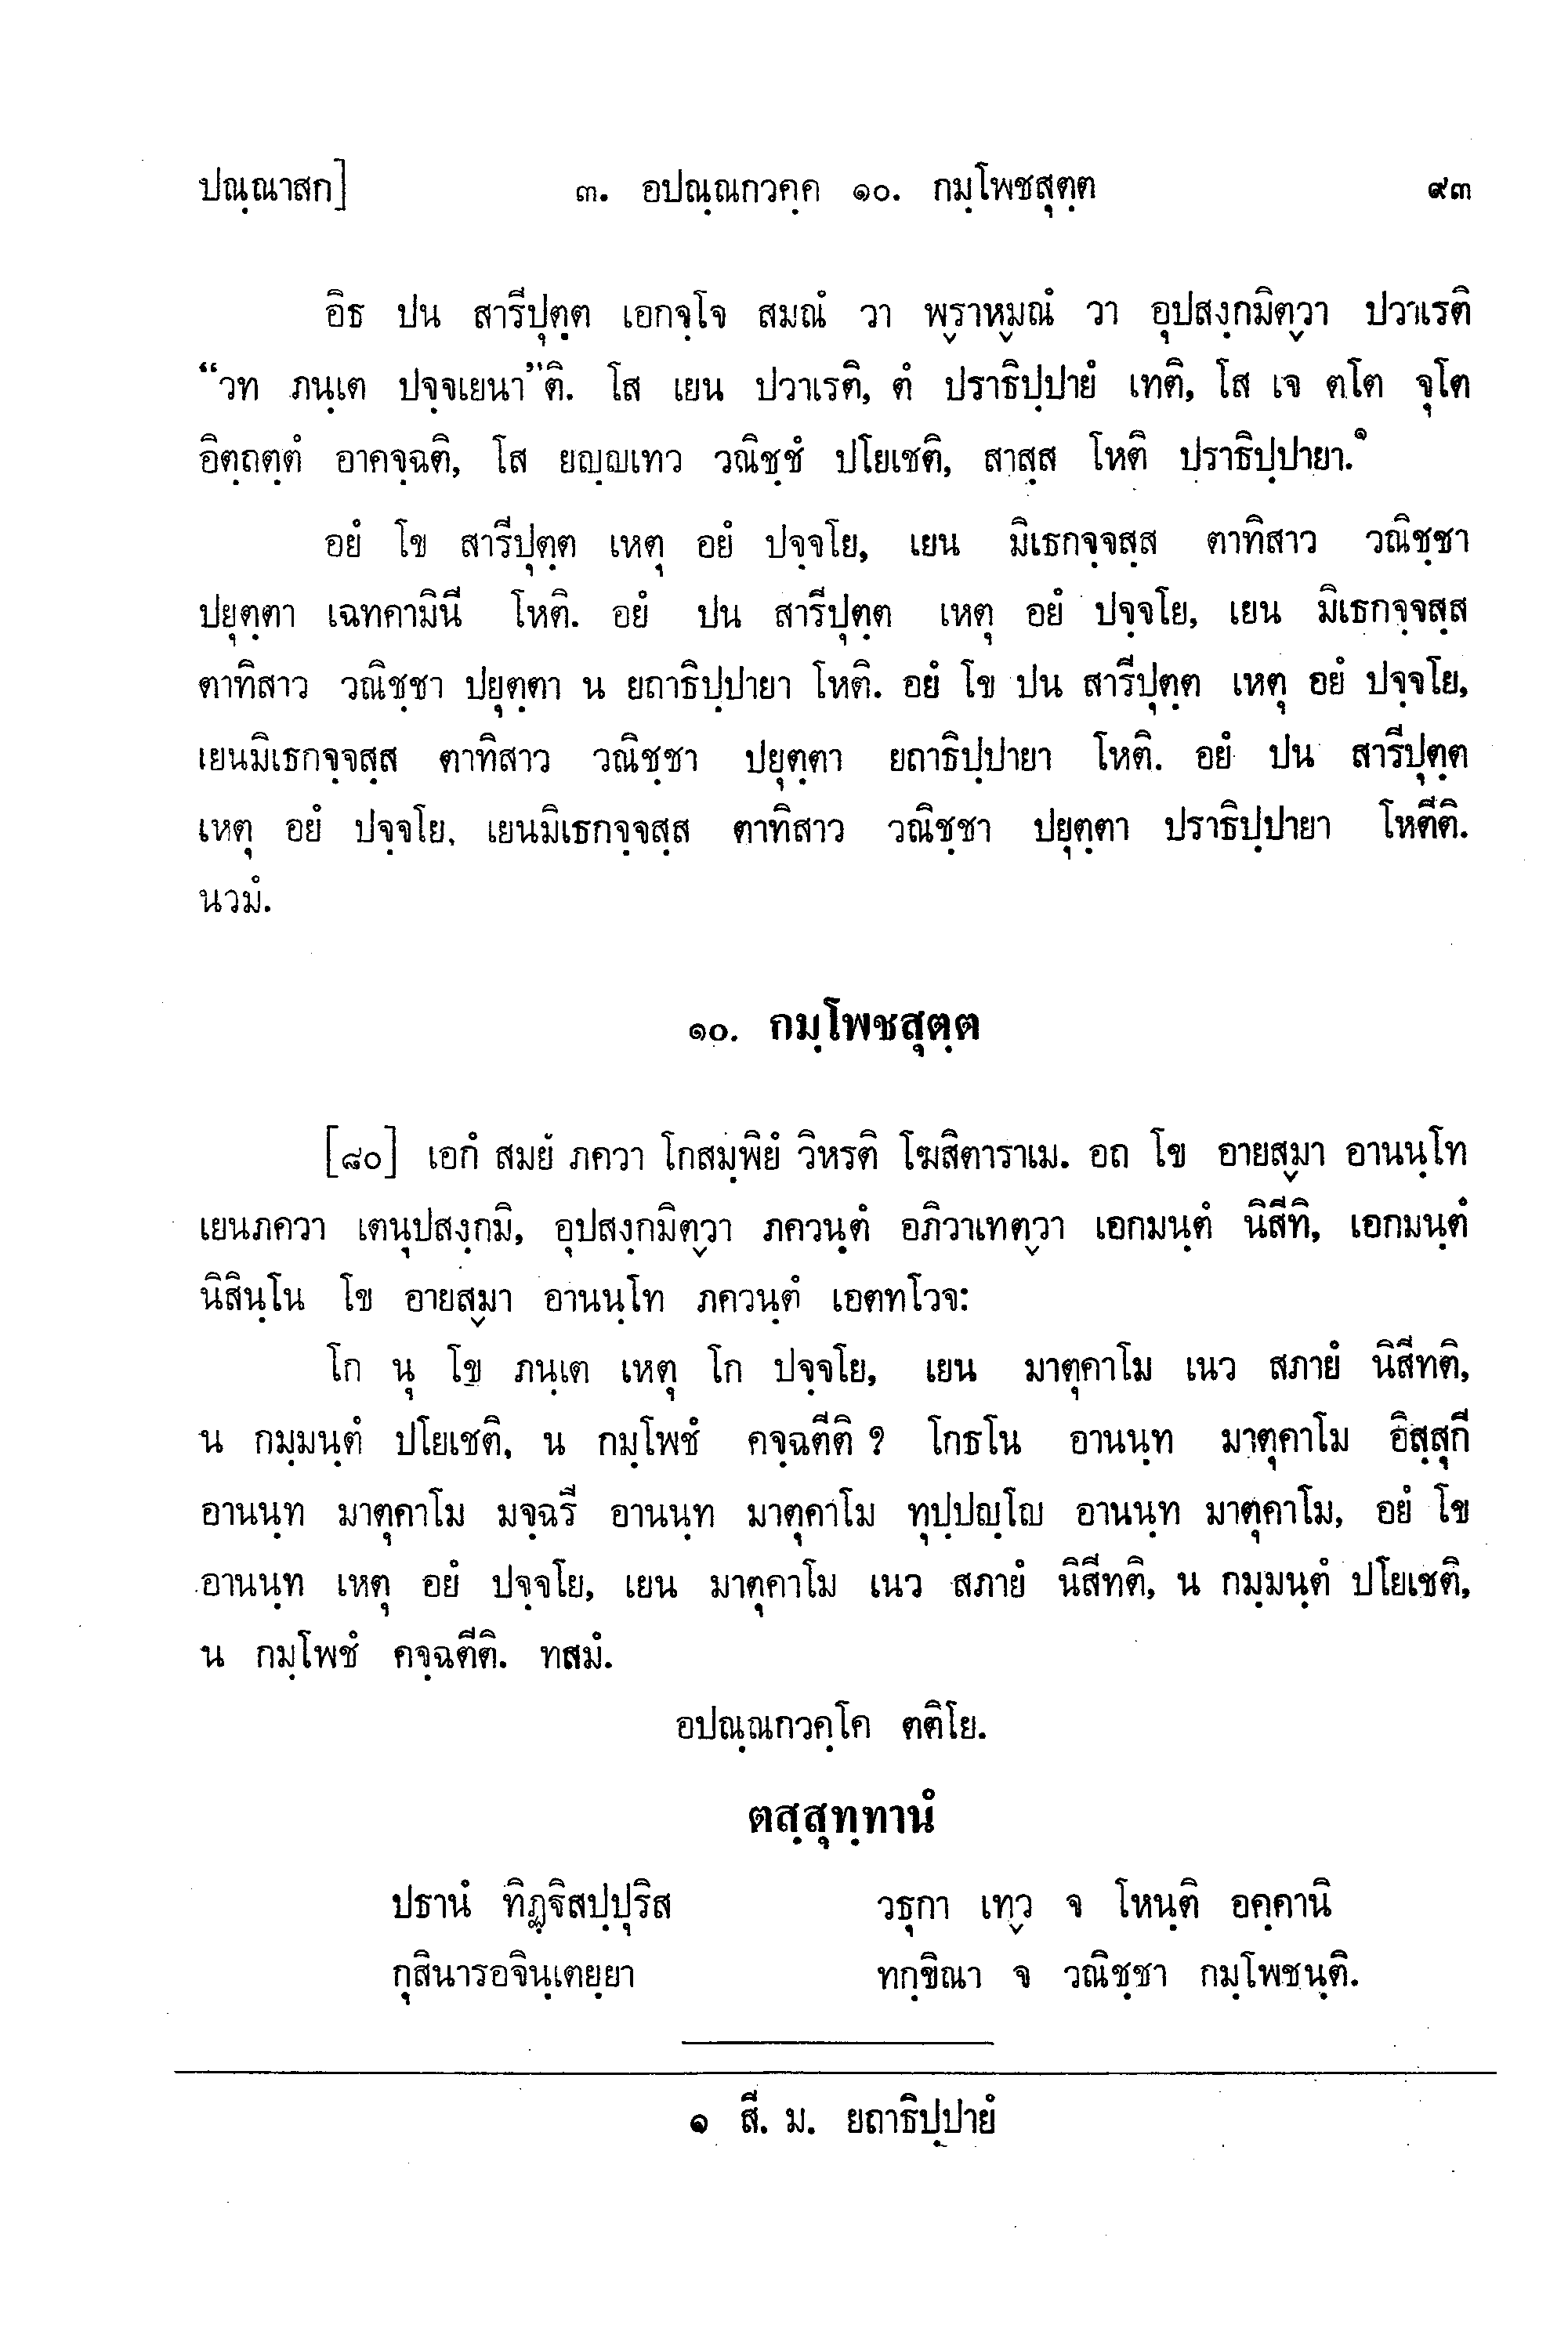 ปณฺณาสก]	๓. อปณฺณกวคฺค ๑๐. กมฺโพชสุตฺต	๙๓
อิธ ปน สารีปุตฺต เอกจฺโจ สมณํ วา พฺราหฺมณํ วา อุปสงฺกมิตฺวา ปวาเรติ
“วท ภนฺเต ปจฺจเยนา”ติ. โส เยน ปวาเรติ, ตํ ปราธิปฺปายํ เทติ, โส เจ ตโต จุโต
อิตฺถตฺตํ อาคจฺฉติ, โส ยญฺญเทว วณิชฺชํ ปโยเชติ, สาสฺส โหติ ปราธิปฺปายา.๑
อยํ โข สารีปุตฺต เหตุ อยํ ปจฺจโย, เยน มิเธกจฺจสฺส ตาทิสาว วณิชฺชา
ปยุตฺตา เฉทคามินี โหติ. อยํ ปน สารีปุตฺต เหตุ อยํ ปจฺจโย, เยน มิเธกจฺจสฺส
ตาทิสาว วณิชฺชา ปยุตฺตา น ยถาธิปฺปายา โหติ. อยํ โข ปน สารีปุตฺต เหตุ อยํ ปจฺจโย,
เยนมิเธกจฺจสฺส ตาทิสาว วณิชฺชา ปยุตฺตา ยถาธิปฺปายา โหติ. อยํ ปน สารีปุตฺต
เหตุ อยํ ปจฺจโย, เยนมิเธกจฺจสฺส ตาทิสาว วณิชฺชา ปยุตฺตา ปราธิปฺปายา โหตีติ.
นวมํ.
๑๐. กมฺโพชสุตฺต
[๘๐] เอกํ สมยํ ภควา โกสมฺพิยํ วิหรติ โฆสิตาราเม. อถ โข อายสฺมา อานนฺโท
เยนภควา เตนุปสงฺกมิ, อุปสงฺกมิตฺวา ภควนฺตํ อภิวาเทตฺวา เอกมนฺตํ นิสีทิ, เอกมนฺตํ
นิสินฺโน โข อายสฺมา อานนฺโท ภควนฺตํ เอตทโวจ:
โก นุ โข ภนฺเต เหตุ โก ปจฺจโย, เยน มาตุคาโม เนว สภายํ นิสีทติ,
น กมฺมนฺตํ ปโยเชติ, น กมฺโพชํ คจฺฉตีติ ? โกธโน อานนฺท มาตุคาโม อิสฺสุกี
อานนฺท มาตุคาโม มจฺฉรี อานนฺท มาตุคาโม ทุปฺปญฺโญ อานนฺท มาตุคาโม, อยํ โข
อานนฺท เหตุ อยํ ปจฺจโย, เยน มาตุคาโม เนว สภายํ นิสีทติ, น กมฺมนฺตํ ปโยเชติ,
น กมฺโพชํ คจฺฉตีติ. ทสมํ.
อปณฺณกวคฺโค ตติโย.
ตสฺสุทฺทานํ
ปธานํ ทิฏฺฐิสปฺปุริส	วธุกา เทฺว จ โหนฺติ อคฺคานิ
กุสินารอจินฺเตยฺยา	ทกฺขิณา จ วณิชฺชา กมฺโพชนฺติ.
๑ สี. ม. ยถาธิปฺปายํ